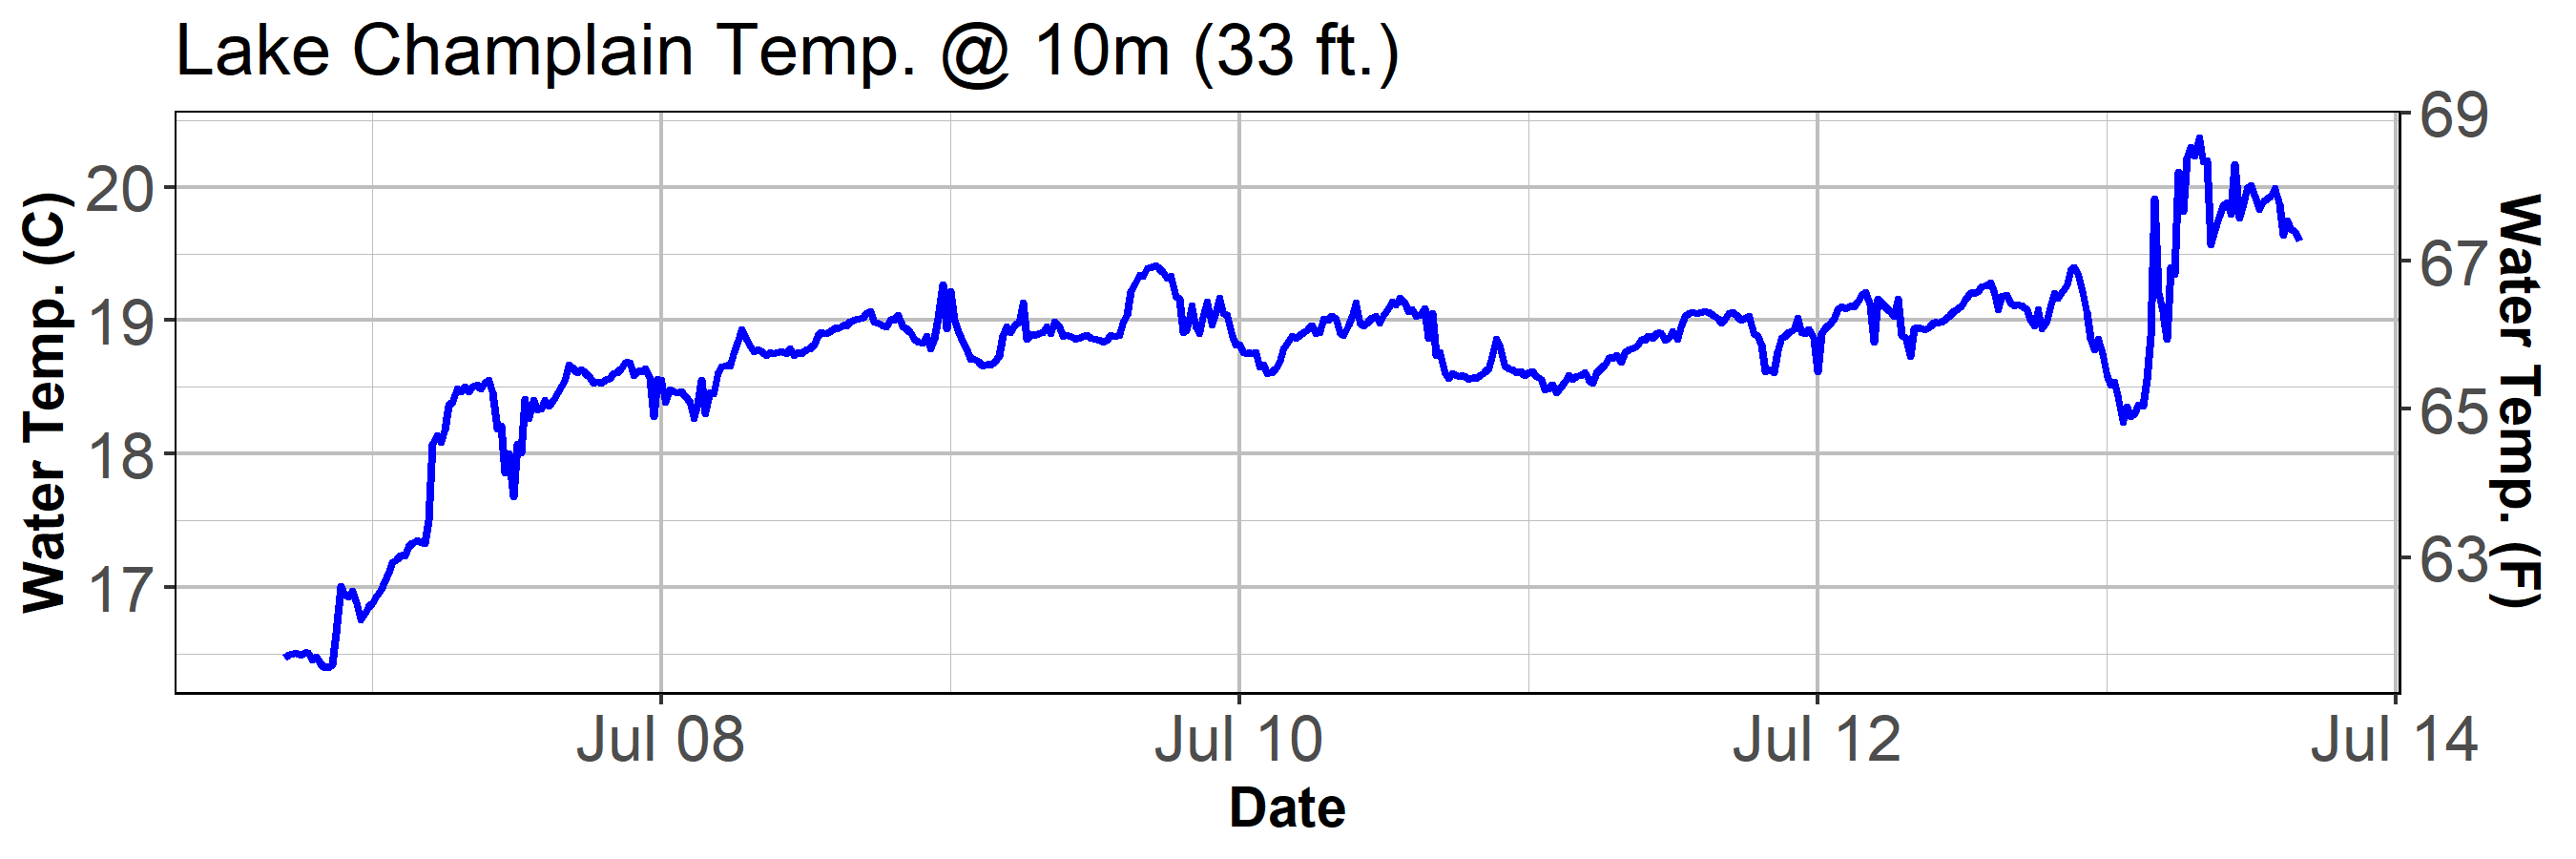 Lake Champlain Temp. @ 10m (33 ft.)
Water Temp. (C)
20
19
18
17
69
67
65
63
Water Temp. (F)
Jul 08
Jul 10
Jul 12
Jul 14
Date